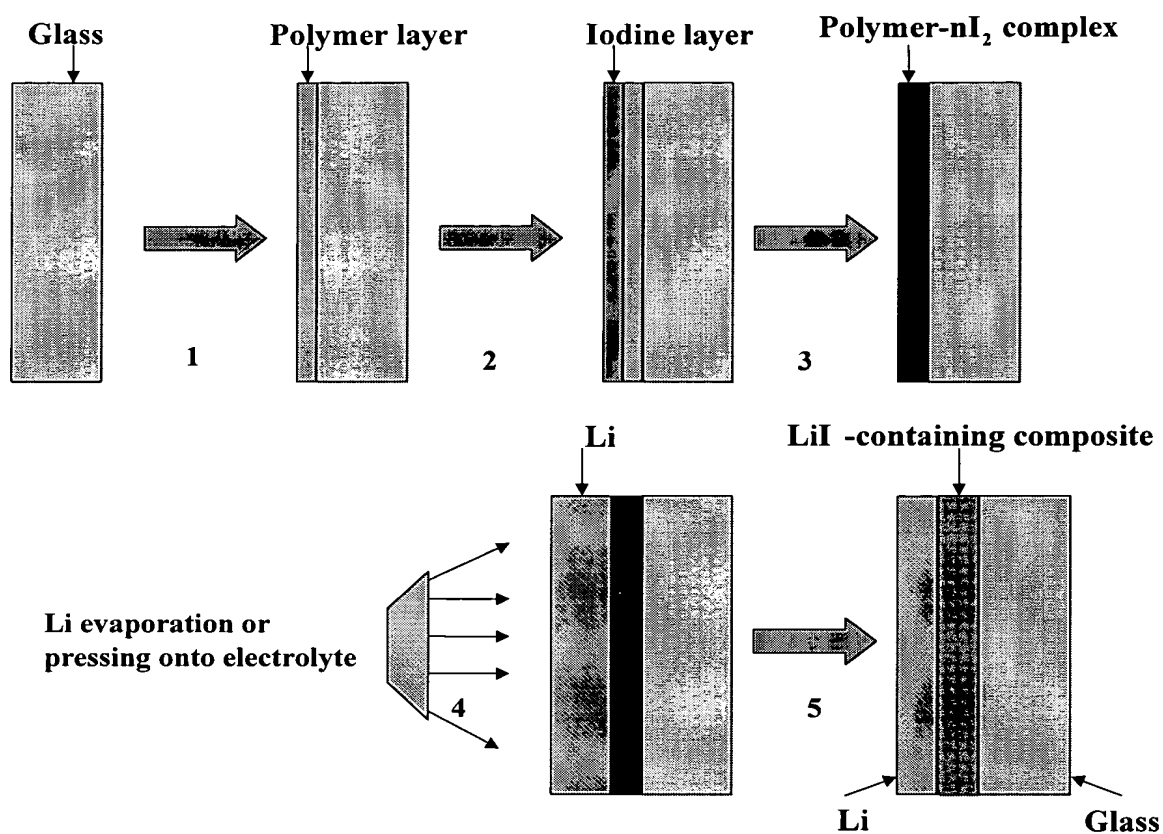 Glass
Polymer layer
Iodine layer
Polymer-nI₂ complex
1
2
3
Li
LiI -containing composite
Li evaporation or
pressing onto electrolyte
4
5
Li
Glass